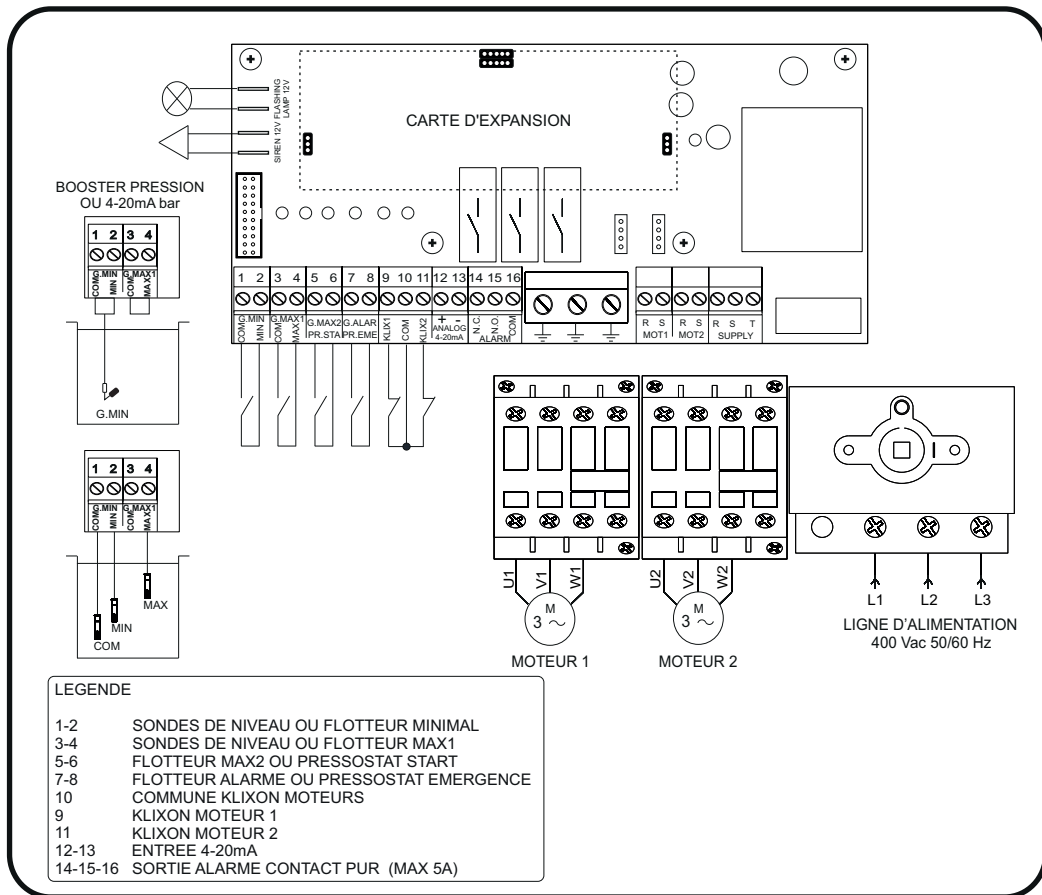 FLASHING
LAMP 12V
SIREN 12V
CARTE D'EXPANSION
BOOSTER PRESSION
OU 4-20mA bar
1 2 3 4
G.MIN G.MAX1
COM MIN COM MAX1
G.MIN
1 2 3 4 5 6 7 8 9 10 11 12 13 14 15 16
G.MIN G.MAX1 G.MAX2 G.ALAR + -
COM MIN COM MAX1 PR.STA PR.EME KLIX1 COM KLIX2 ANALOG N.C. N.O. COM
4-20mA ALARM
R S R S R S T
MOT1 MOT2 SUPPLY
1 2 3 4
G.MIN G.MAX1
COM MIN MAX1
MAX
MIN
COM
U1 V1 W1
M
3 ~
MOTEUR 1
U2 V2 W2
M
3 ~
MOTEUR 2
L1 L2 L3
LIGNE D'ALIMENTATION
400 Vac 50/60 Hz
LEGENDE
1-2 SONDES DE NIVEAU OU FLOTTEUR MINIMAL
3-4 SONDES DE NIVEAU OU FLOTTEUR MAX1
5-6 FLOTTEUR MAX2 OU PRESSOSTAT START
7-8 FLOTTEUR ALARME OU PRESSOSTAT EMERGENCE
10 COMMUNE KLIXON MOTEURS
9 KLIXON MOTEUR 1
11 KLIXON MOTEUR 2
12-13 ENTREE 4-20mA
14-15-16 SORTIE ALARME CONTACT PUR (MAX 5A)